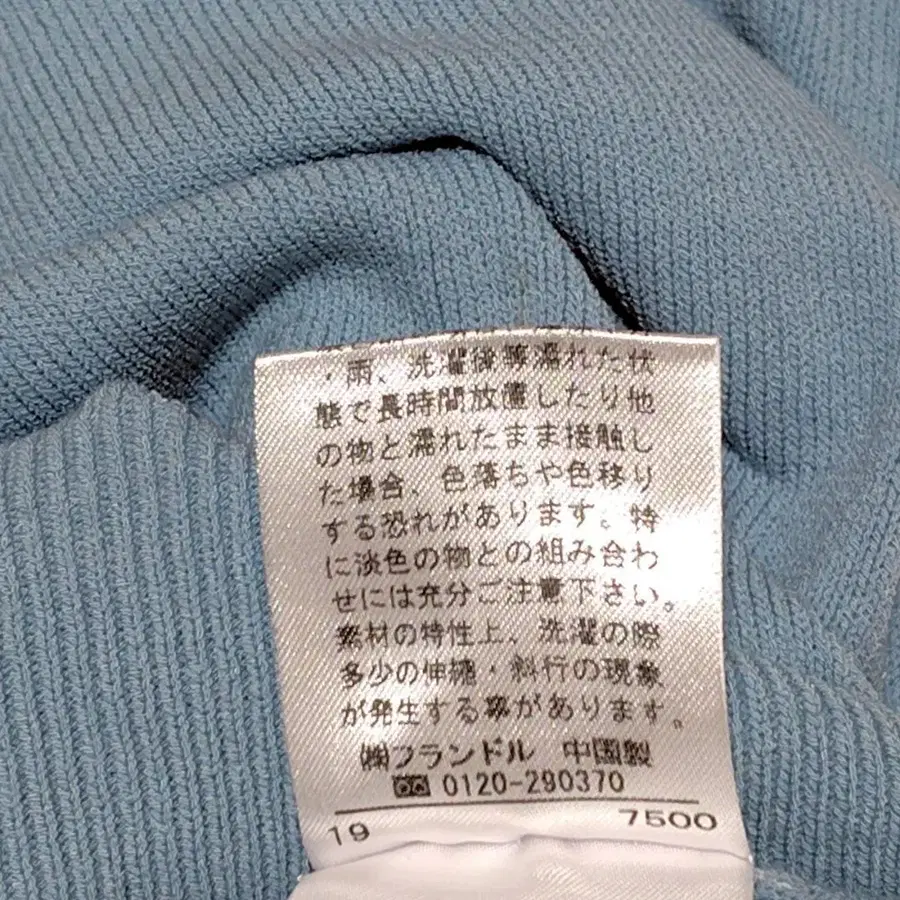 ・雨、洗濯後等濡れた状
態で長時間放置したり他
の物と濡れたまま接触し
た場合、色落ちや色移り
する恐れがあります。特
に淡色の物との組み合わ
せには充分ご注意下さい。
素材の特性上、洗濯の際
多少の伸縮・斜行の現象
が発生する事があります。
㈱フランドル 中国製
0120-290370
19 7500